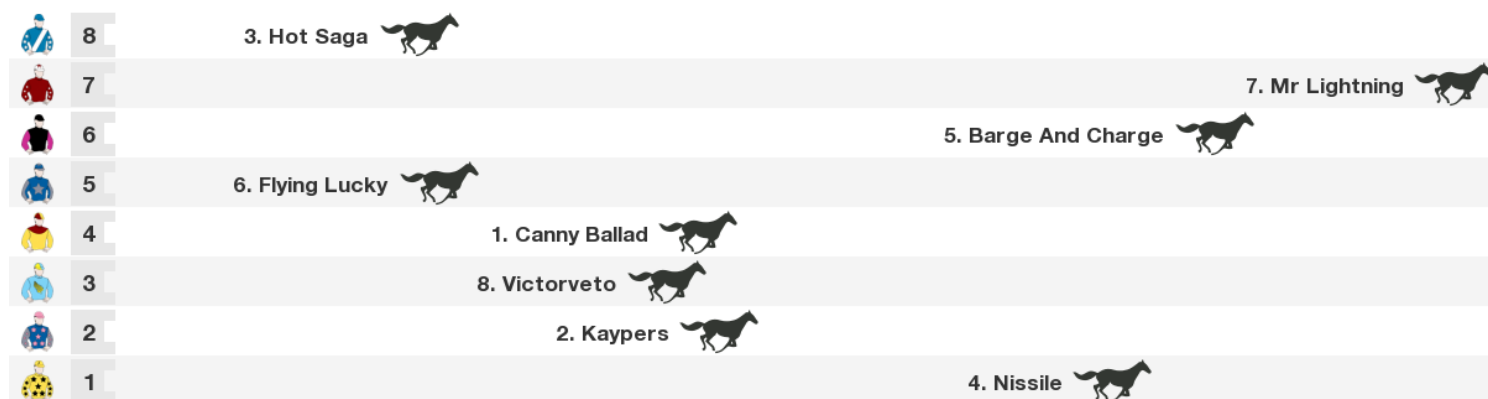 8 3. Hot Saga
7 7. Mr Lightning
6 5. Barge And Charge
5 6. Flying Lucky
4 1. Canny Ballad
3 8. Victorveto
2 2. Kaypers
1 4. Nissile